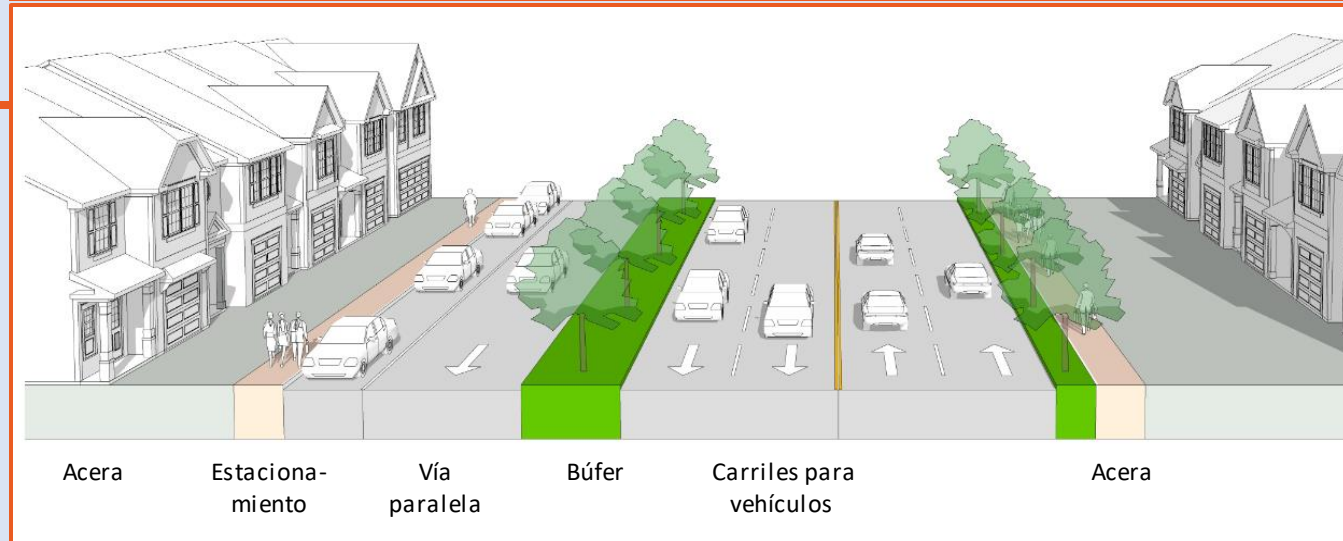 Acera
Estaciona-
miento
Vía
paralela
Búfer
Carriles para
vehículos
Acera